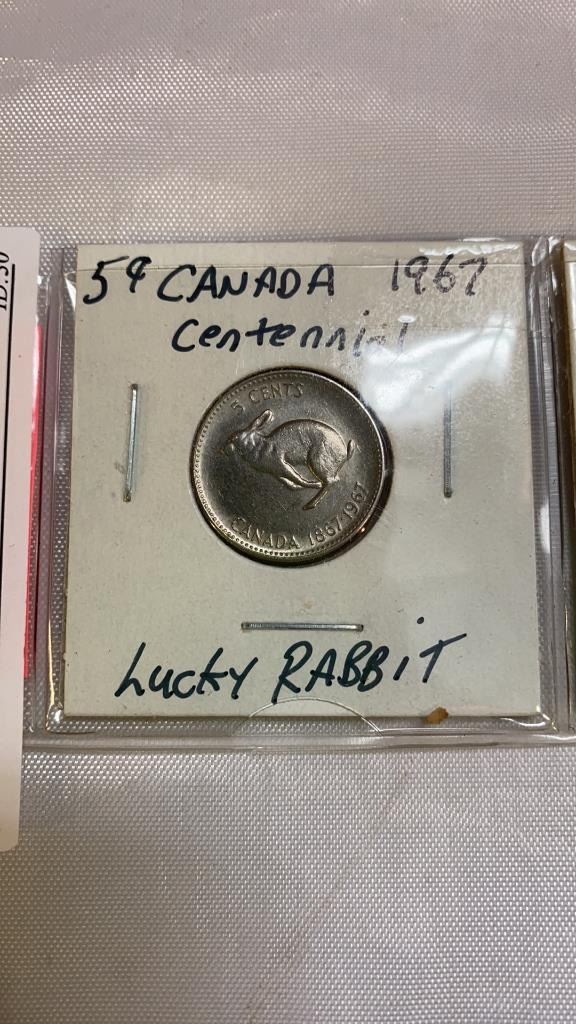 5¢ CANADA 1967
Centennial
5 CENTS
CANADA 1867 1967
Lucky RABBiT